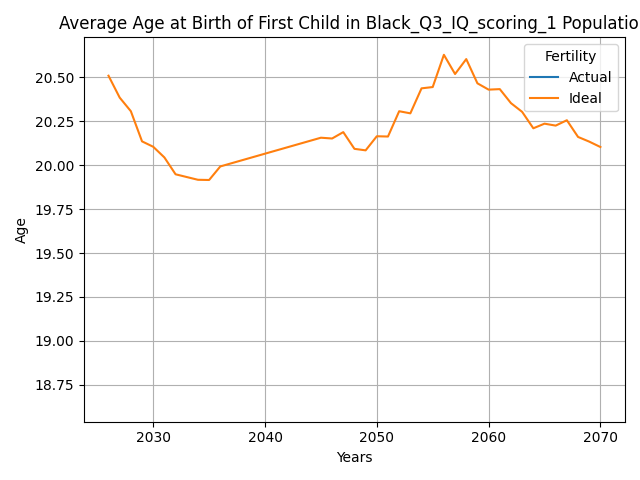 Average Age at Birth of First Child in Black_Q3_IQ_scoring_1 Populatio
Fertility
Actual
Ideal
20.50
20.25
20.00
19.75
19.50
19.25
19.00
18.75
Age
2030 2040 2050 2060 2070
Years